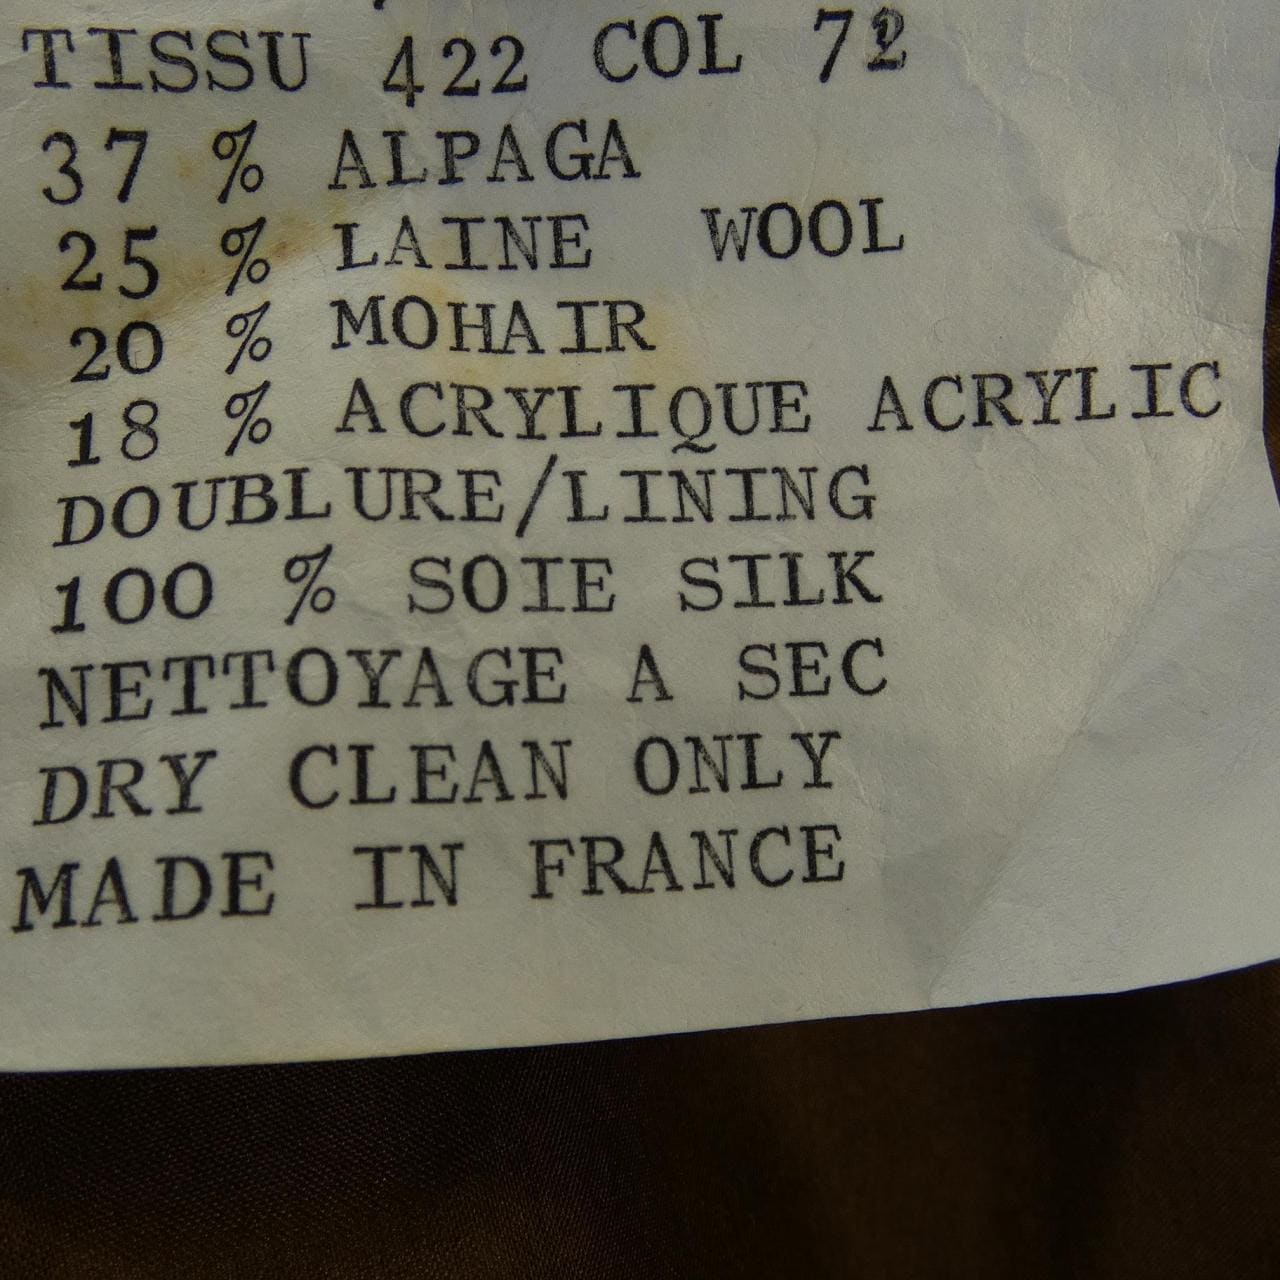 TISSU 422 COL 72
37 % ALPAGA
25 % LAINE WOOL
20 % MOHAIR
18 % ACRYLIQUE ACRYLIC
DOUBLURE/LINING
100 % SOIE SILK
NETTOYAGE A SEC
DRY CLEAN ONLY
MADE IN FRANCE